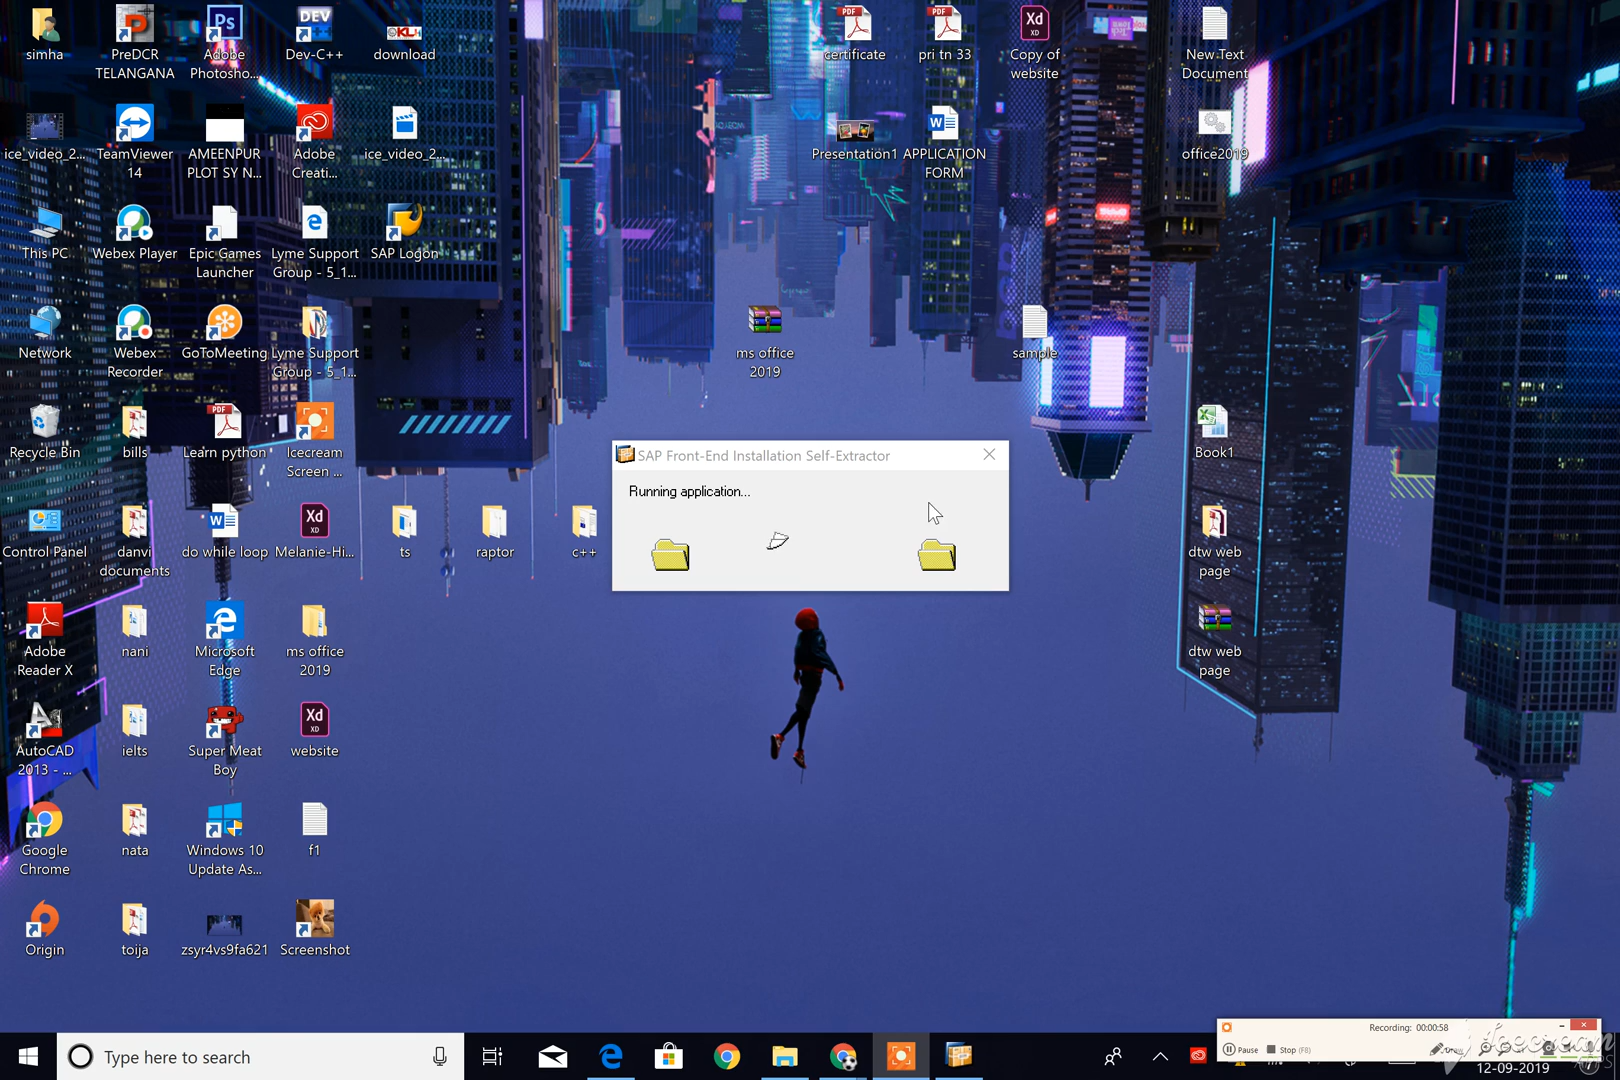 simha
PreDCR
TELANGANA
Adobe
Photosho...
Dev-C++
download
certificate
pri tn 33
Copy of
website
New Text
Document
ice_video_2...
TeamViewer
14
AMEENPUR
PLOT SY N...
Adobe
Creati...
ice_video_2...
Presentation1
APPLICATION
FORM
office2019
This PC
Webex Player
Epic Games
Launcher
Lyme Support
Group - 5_1...
SAP Logon
Network
Webex
Recorder
GoToMeeting
Lyme Support
Group - 5_1...
ms office
2019
sample
Recycle Bin
bills
Learn python
Icecream
Screen ...
Book1
SAP Front-End Installation Self-Extractor
Running application...
Control Panel
danvi
documents
do while loop
Melanie-Hi...
ts
raptor
c++
dtw web
page
Adobe
Reader X
nani
Microsoft
Edge
ms office
2019
dtw web
page
AutoCAD
2013 - ...
ielts
Super Meat
Boy
website
Google
Chrome
nata
Windows 10
Update As...
f1
Origin
toija
zsyr4vs9fa621
Screenshot
Type here to search
Recording: 00:00:58
Pause
Stop (F8)
Draw
12-09-2019